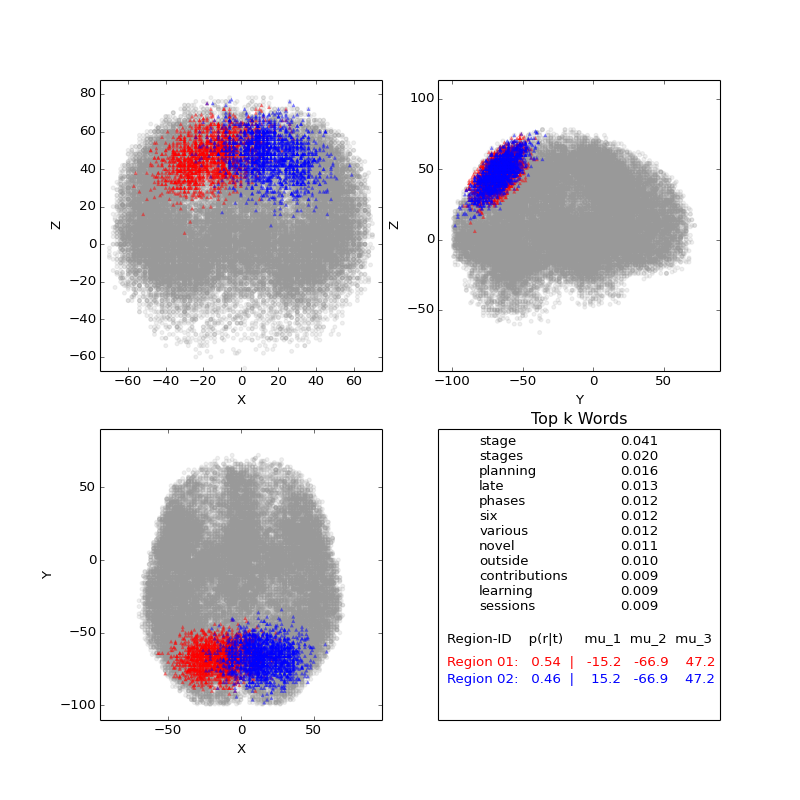 80
60
40
20
0
−20
−40
−60
Z
−60 −40 −20 0 20 40 60
X
100
50
0
−50
Z
−100 −50 0 50
Y
50
0
−50
−100
Y
−50 0 50
X
Top k Words
stage 0.041
stages 0.020
planning 0.016
late 0.013
phases 0.012
six 0.012
various 0.012
novel 0.011
outside 0.010
contributions 0.009
learning 0.009
sessions 0.009
Region-ID p(r|t) mu_1 mu_2 mu_3
Region 01: 0.54 | -15.2 -66.9 47.2
Region 02: 0.46 | 15.2 -66.9 47.2